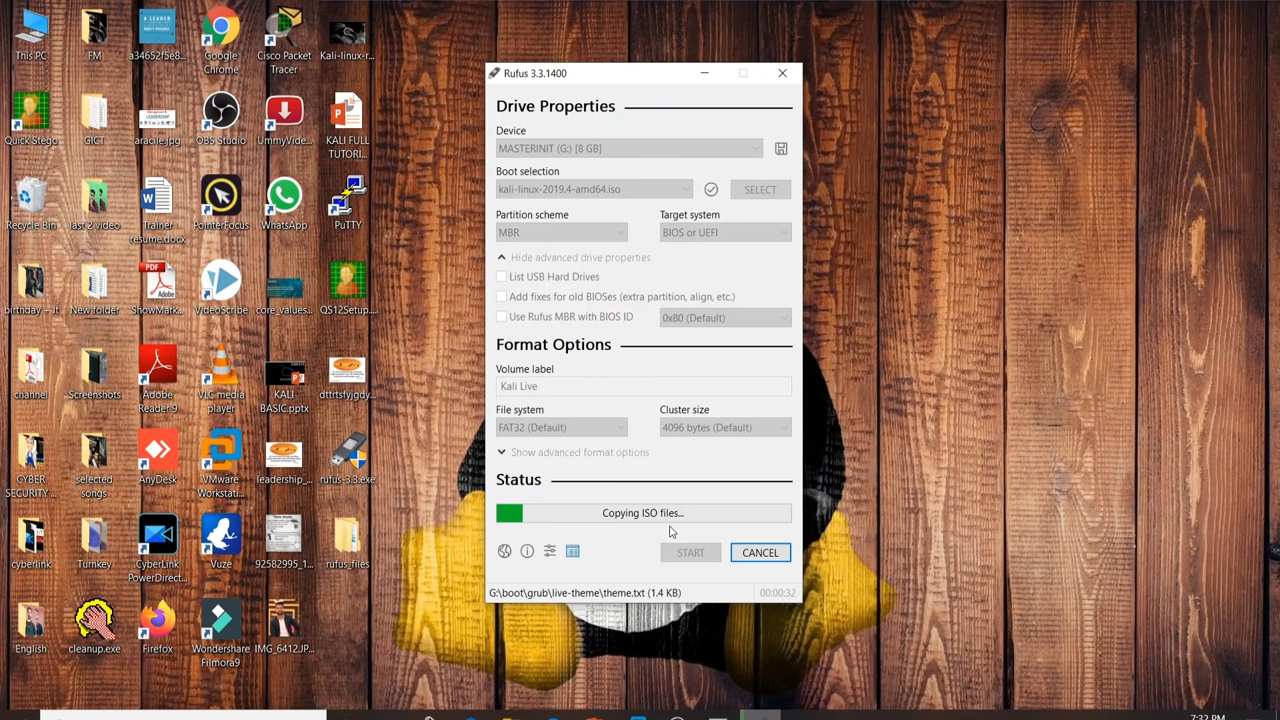 This PC
FM
a34652f5e8...
Google
Chrome
Cisco Packet
Tracer
Kali-linux-r...
Quick Stego
GICT
aracile.jpg
OBS Studio
UmmyVide...
KALI FULL
TUTORI...
Recycle Bin
last 2 video
Trainer
resume.docx
PointerFocus
WhatsApp
PuTTY
birthday + lt..
New folder
PDF
Adobe
ShowMark...
VideoScribe
core_values...
QS12Setup....
channel
Screenshots
Adobe
Reader 9
VLC media
player
KALI
BASIC.pptx
dttrtsfyjgdy...
CYBER
SECURITY ...
selected
songs
AnyDesk
VMware
Workstati...
leadership_...
rufus-3.3.exe
cyberlink
Turnkey
CyberLink
PowerDirect...
Vuze
92582995_1...
rufus_files
English
cleanup.exe
Firefox
Wondershare
Filmora9
IMG_6412.JP...
Rufus 3.3.1400
Drive Properties
Device
MASTERINIT (G:) [8 GB]
Boot selection
kali-linux-2019.4-amd64.iso
SELECT
Partition scheme
Target system
MBR
BIOS or UEFI
Hide advanced drive properties
List USB Hard Drives
Add fixes for old BIOSes (extra partition, align, etc.)
Use Rufus MBR with BIOS ID
0x80 (Default)
Format Options
Volume label
Kali Live
File system
Cluster size
FAT32 (Default)
4096 bytes (Default)
Show advanced format options
Status
Copying ISO files...
START
CANCEL
G:\boot\grub\live-theme\theme.txt (1.4 KB)
00:00:32
7:32 PM